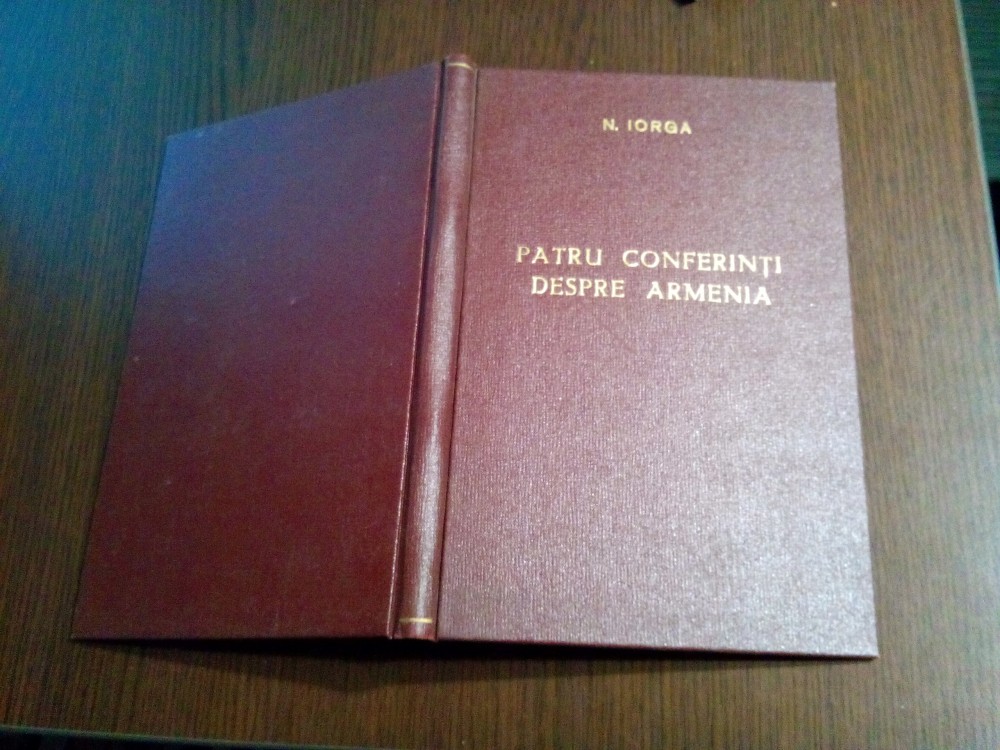 N. IORGA
PATRU CONFERINȚI
DESPRE ARMENIA